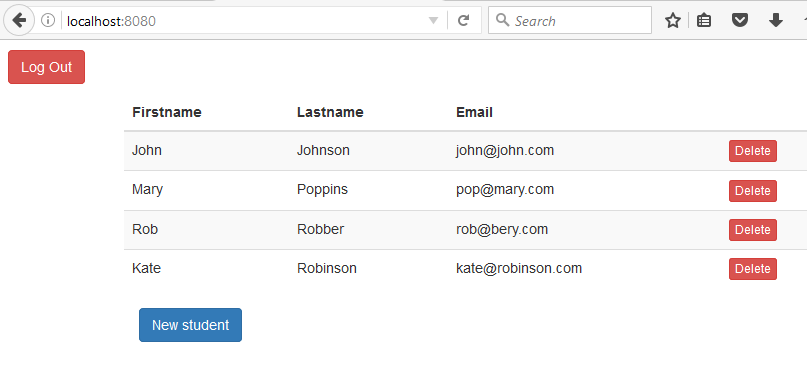 localhost:8080 Search
Log Out
Firstname Lastname Email
John Johnson john@john.com Delete
Mary Poppins pop@mary.com Delete
Rob Robber rob@bery.com Delete
Kate Robinson kate@robinson.com Delete
New student